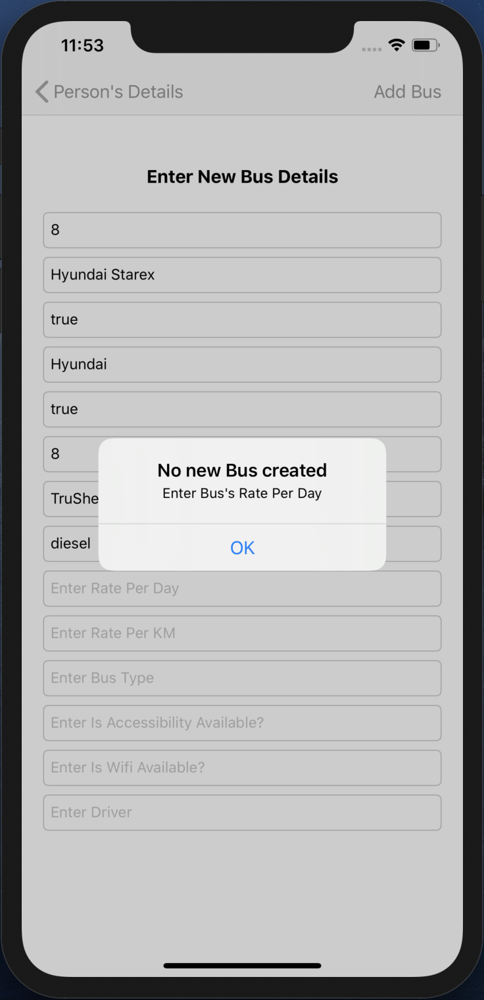 11:53
Person's Details
Add Bus
Enter New Bus Details
8
Hyundai Starex
true
Hyundai
true
8
No new Bus created
Enter Bus's Rate Per Day
TruShe
diesel
OK
Enter Rate Per Day
Enter Rate Per KM
Enter Bus Type
Enter Is Accessibility Available?
Enter Is Wifi Available?
Enter Driver